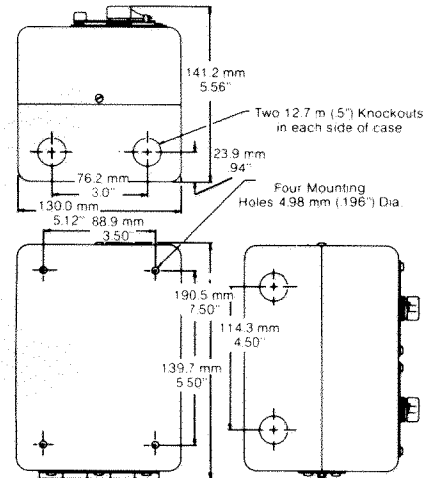 141.2 mm
5.56"
Two 12.7 m (.5") Knockouts
in each side of case
23.9 mm
.94"
76.2 mm
3.0"
Four Mounting
Holes 4.98 mm (.196") Dia.
130.0 mm
5.12" 88.9 mm
3.50"
190.5 mm
7.50"
114.3 mm
4.50"
139.7 mm
5.50"